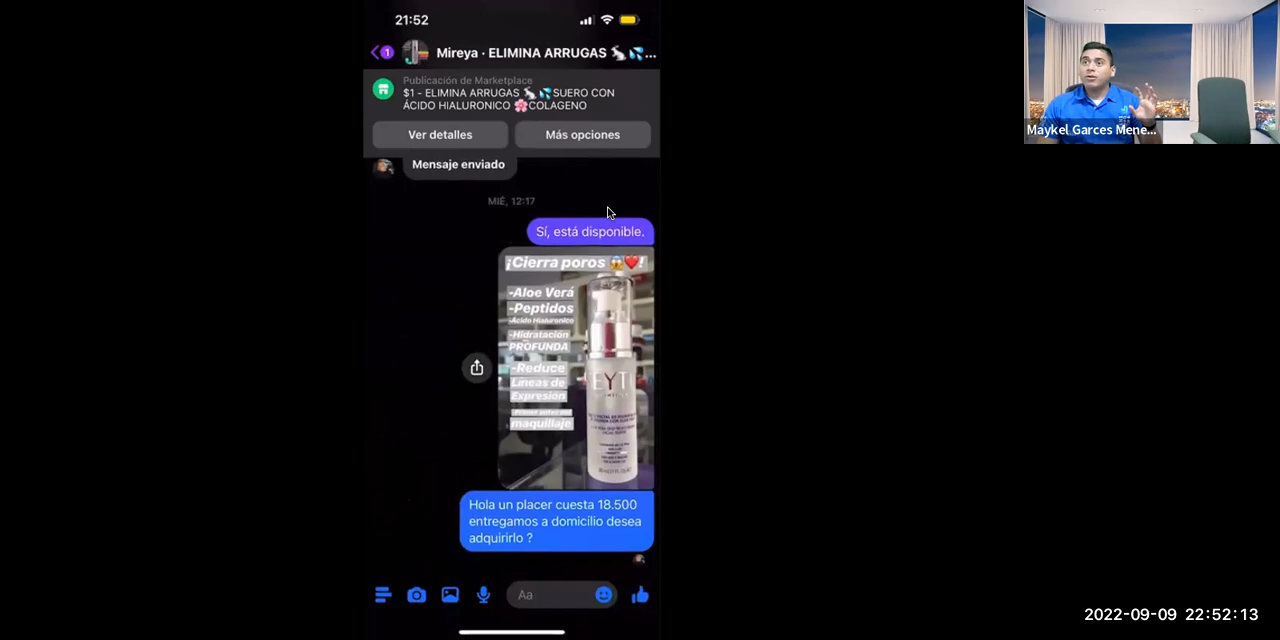 21:52
1
Mireya · ELIMINA ARRUGAS 🐇💦...
Publicación de Marketplace
$1 - ELIMINA ARRUGAS 🐇💦SUERO CON
ÁCIDO HIALURONICO 🌸COLAGENO
Ver detalles
Más opciones
Mensaje enviado
MIÉ, 12:17
Sí, está disponible.
¡Cierra poros 😱❤️!
-Aloe Verá
-Peptidos
-Ácido Hialuronico
-Hidratación
PROFUNDA
-Reduce
Líneas de
Expresión
maquillaje
Hola un placer cuesta 18.500
entregamos a domicilio desea
adquirirlo ?
Aa
Maykel Garces Mene...
2022-09-09 22:52:13